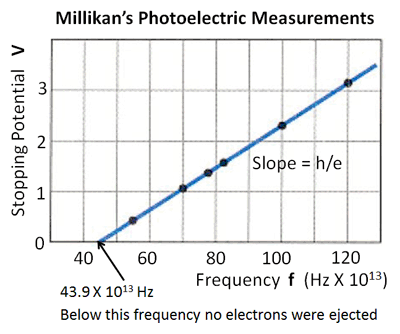 Millikan's Photoelectric Measurements
Stopping Potential V
3
2
1
0
Slope = h/e
40 60 80 100 120
Frequency f (Hz X 10¹³)
43.9 X 10¹³ Hz
Below this frequency no electrons were ejected